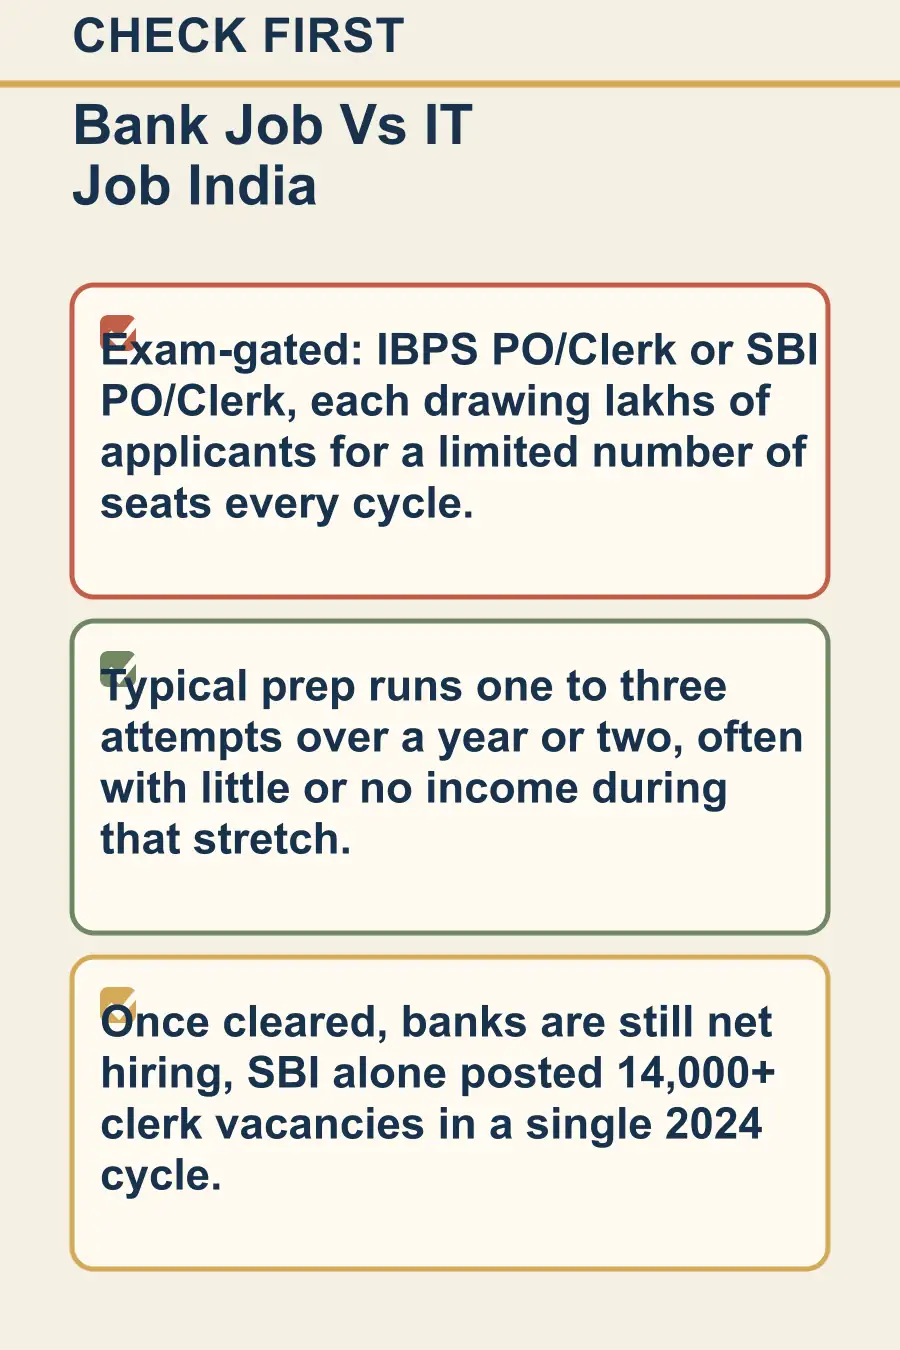 CHECK FIRST
Bank Job Vs IT
Job India
Exam-gated: IBPS PO/Clerk or SBI
PO/Clerk, each drawing lakhs of
applicants for a limited number of
seats every cycle.
Typical prep runs one to three
attempts over a year or two, often
with little or no income during
that stretch.
Once cleared, banks are still net
hiring, SBI alone posted 14,000+
clerk vacancies in a single 2024
cycle.